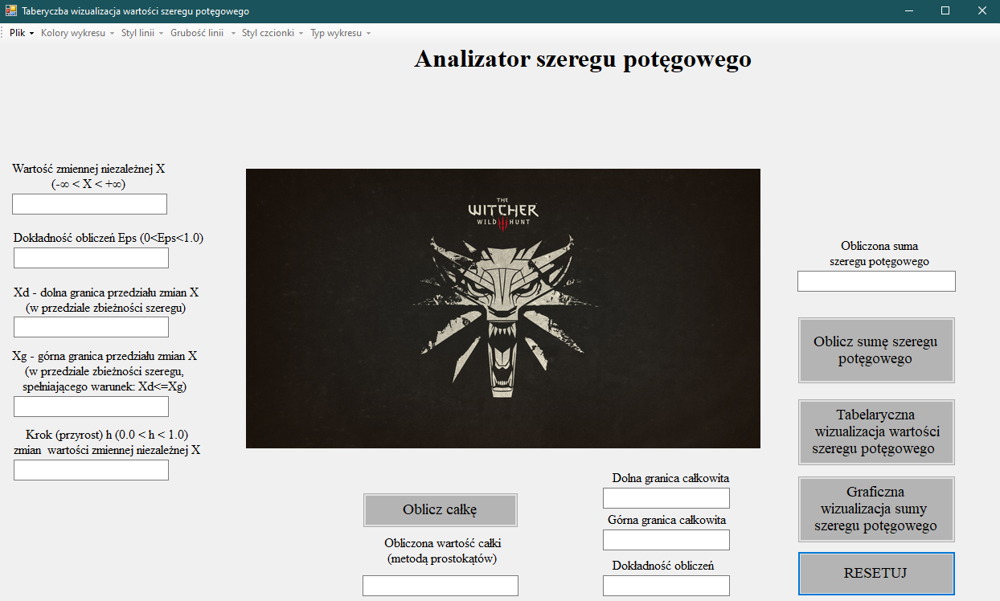 Taberyczba wizualizacja wartości szeregu potęgowego
Plik Kolory wykresu Styl linii Grubość linii Styl czcionki Typ wykresu
Analizator szeregu potęgowego
Wartość zmiennej niezależnej X
(-∞ < X < +∞)
Dokładność obliczeń Eps (0<Eps<1.0)
Xd - dolna granica przedziału zmian X
(w przedziale zbieżności szeregu)
Xg - górna granica przedziału zmian X
(w przedziale zbieżności szeregu,
spełniającego warunek: Xd<=Xg)
Krok (przyrost) h (0.0 < h < 1.0)
zmian wartości zmiennej niezależnej X
THE
WITCHER
WILD HUNT
Oblicz całkę
Obliczona wartość całki
(metodą prostokątów)
Dolna granica całkowita
Górna granica całkowita
Dokładność obliczeń
Obliczona suma
szeregu potęgowego
Oblicz sumę szeregu
potęgowego
Tabelaryczna
wizualizacja wartości
szeregu potęgowego
Graficzna
wizualizacja sumy
szeregu potęgowego
RESETUJ